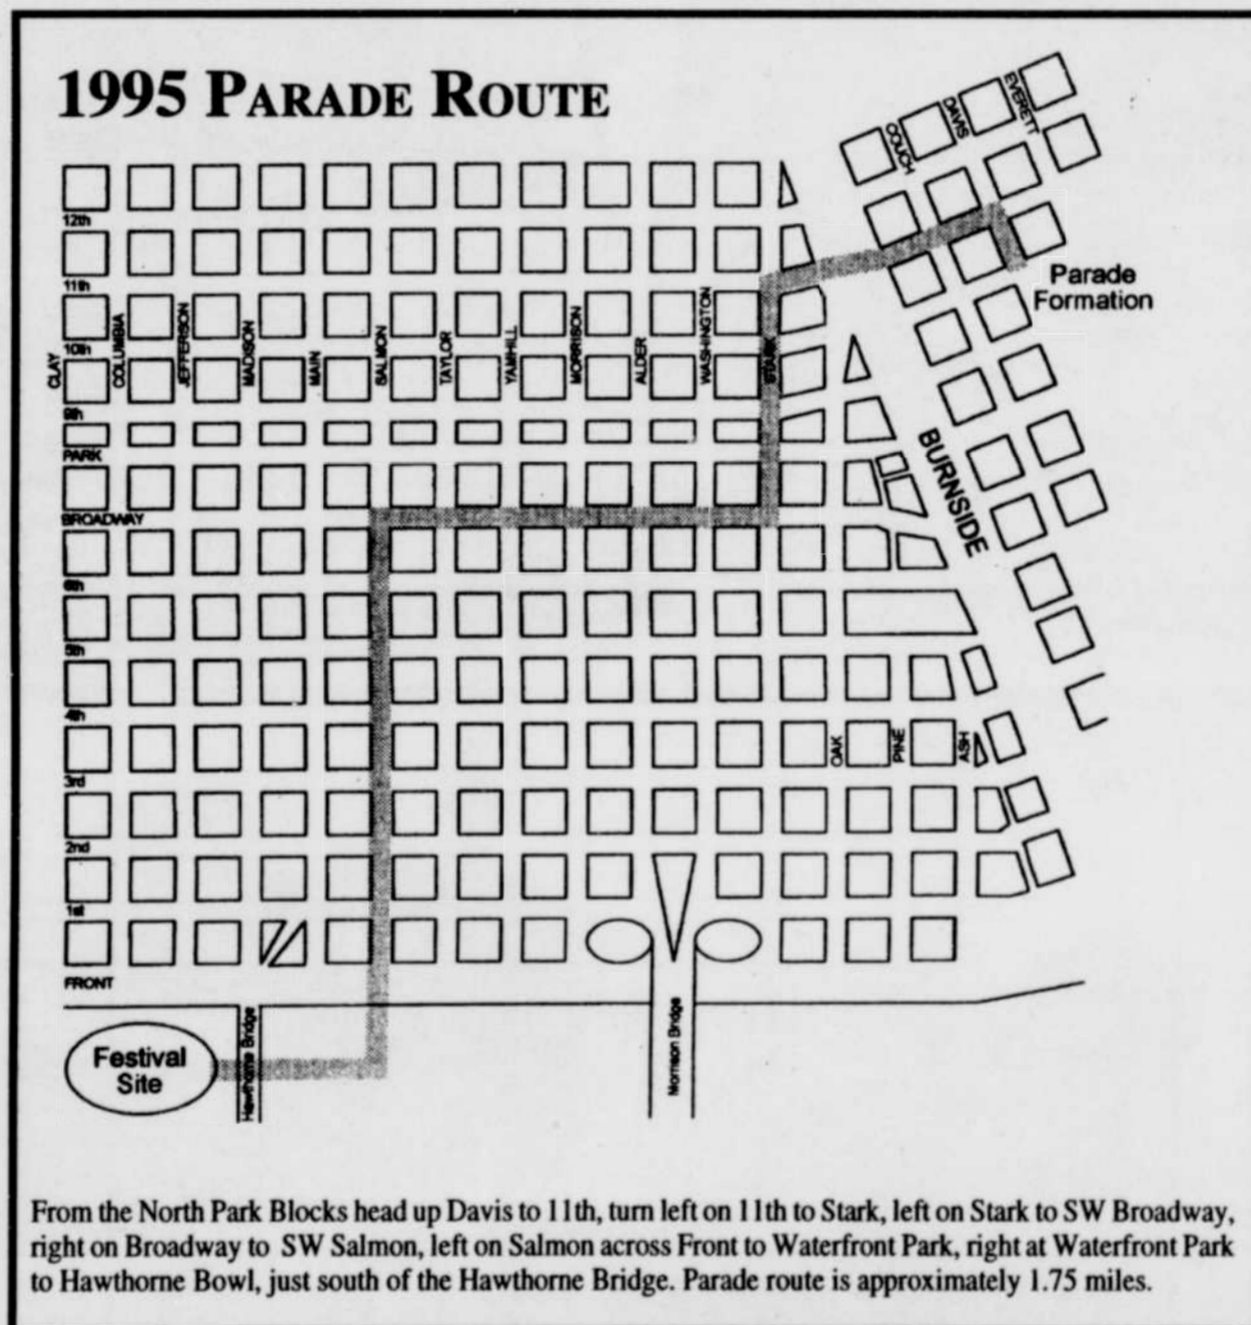 1995 PARADE ROUTE
EVERETT
DAVIS
COUCH
12th
Parade
Formation
11th
CLAY
COLUMBIA
JEFFERSON
MADISON
MAIN
SALMON
TAYLOR
YAMHILL
MORRISON
ALDER
WASHINGTON
STARK
10th
9th
PARK
BURNSIDE
BROADWAY
6th
5th
4th
OAK
PINE
ASH
3rd
2nd
1st
FRONT
Festival
Site
Hawthorne Bridge
Morrison Bridge
From the North Park Blocks head up Davis to 11th, turn left on 11th to Stark, left on Stark to SW Broadway,
right on Broadway to SW Salmon, left on Salmon across Front to Waterfront Park, right at Waterfront Park
to Hawthorne Bowl, just south of the Hawthorne Bridge. Parade route is approximately 1.75 miles.